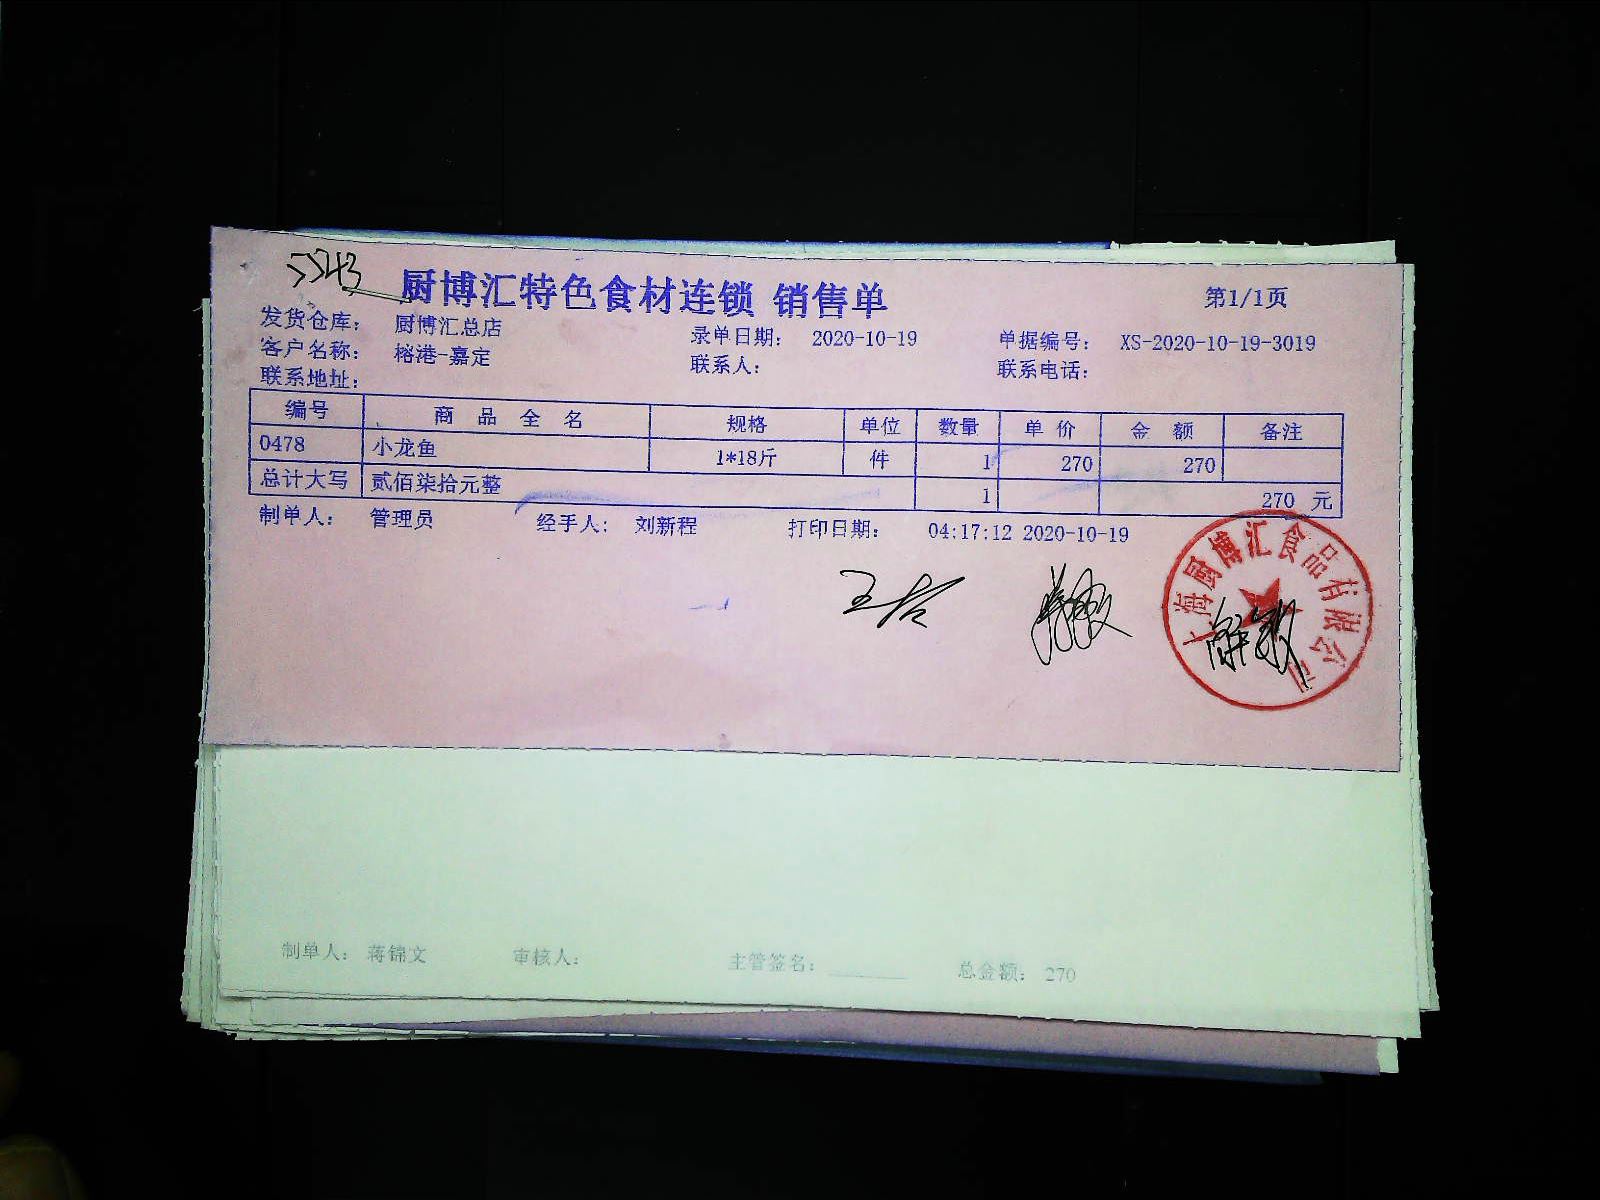 5543
厨博汇特色食材连锁 销售单
第1/1页
发货仓库： 厨博汇总店 录单日期： 2020-10-19 单据编号： XS-2020-10-19-3019
客户名称： 榕港-嘉定 联系人： 联系电话：
联系地址：
编号 商品全名 规格 单位 数量 单价 金额 备注
0478 小龙鱼 1*18斤 件 1 270 270
总计大写 贰佰柒拾元整 1 270 元
制单人： 管理员 经手人： 刘新程 打印日期： 04:17:12 2020-10-19
上海厨博汇食品有限公司
制单人： 蒋锦文 审核人： 主管签名： 总金额： 270